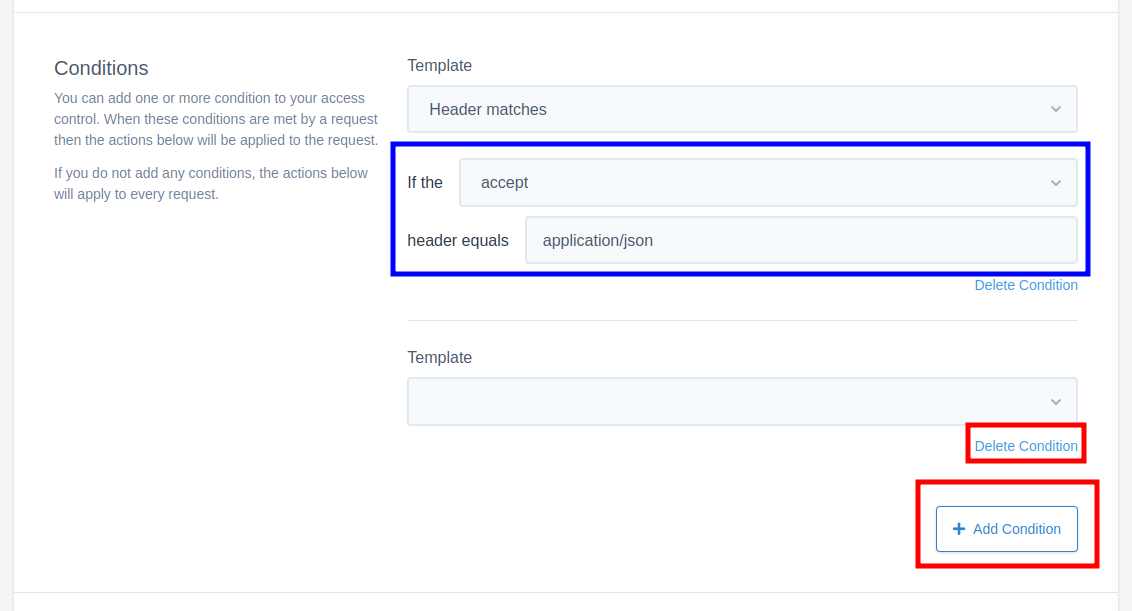 Conditions
You can add one or more condition to your access
control. When these conditions are met by a request
then the actions below will be applied to the request.
If you do not add any conditions, the actions below
will apply to every request.
Template
Header matches
If the accept
header equals application/json
Delete Condition
Template
Delete Condition
+ Add Condition